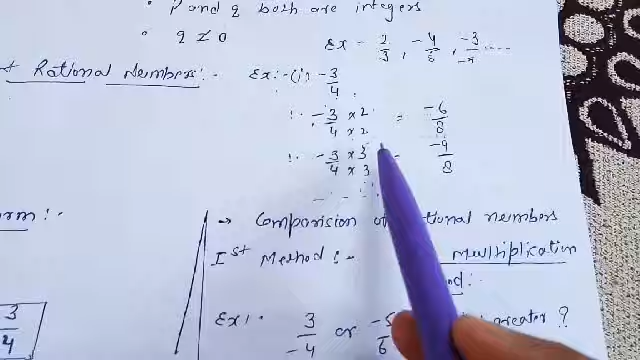 P and q both are integers
q ≠ 0
Ex - 2/3, -4/6, -3/-5 ....
Rational Numbers:-
Ex:-(i) -3/4
∴ -3/4 × 2/2 = -6/8
∴ -3/4 × 3/3 = -9/8
→ Comparision of numbers
Ist Method :- Multiplication
3/4
Ex:- 3/-4 or -5/6 greater ?